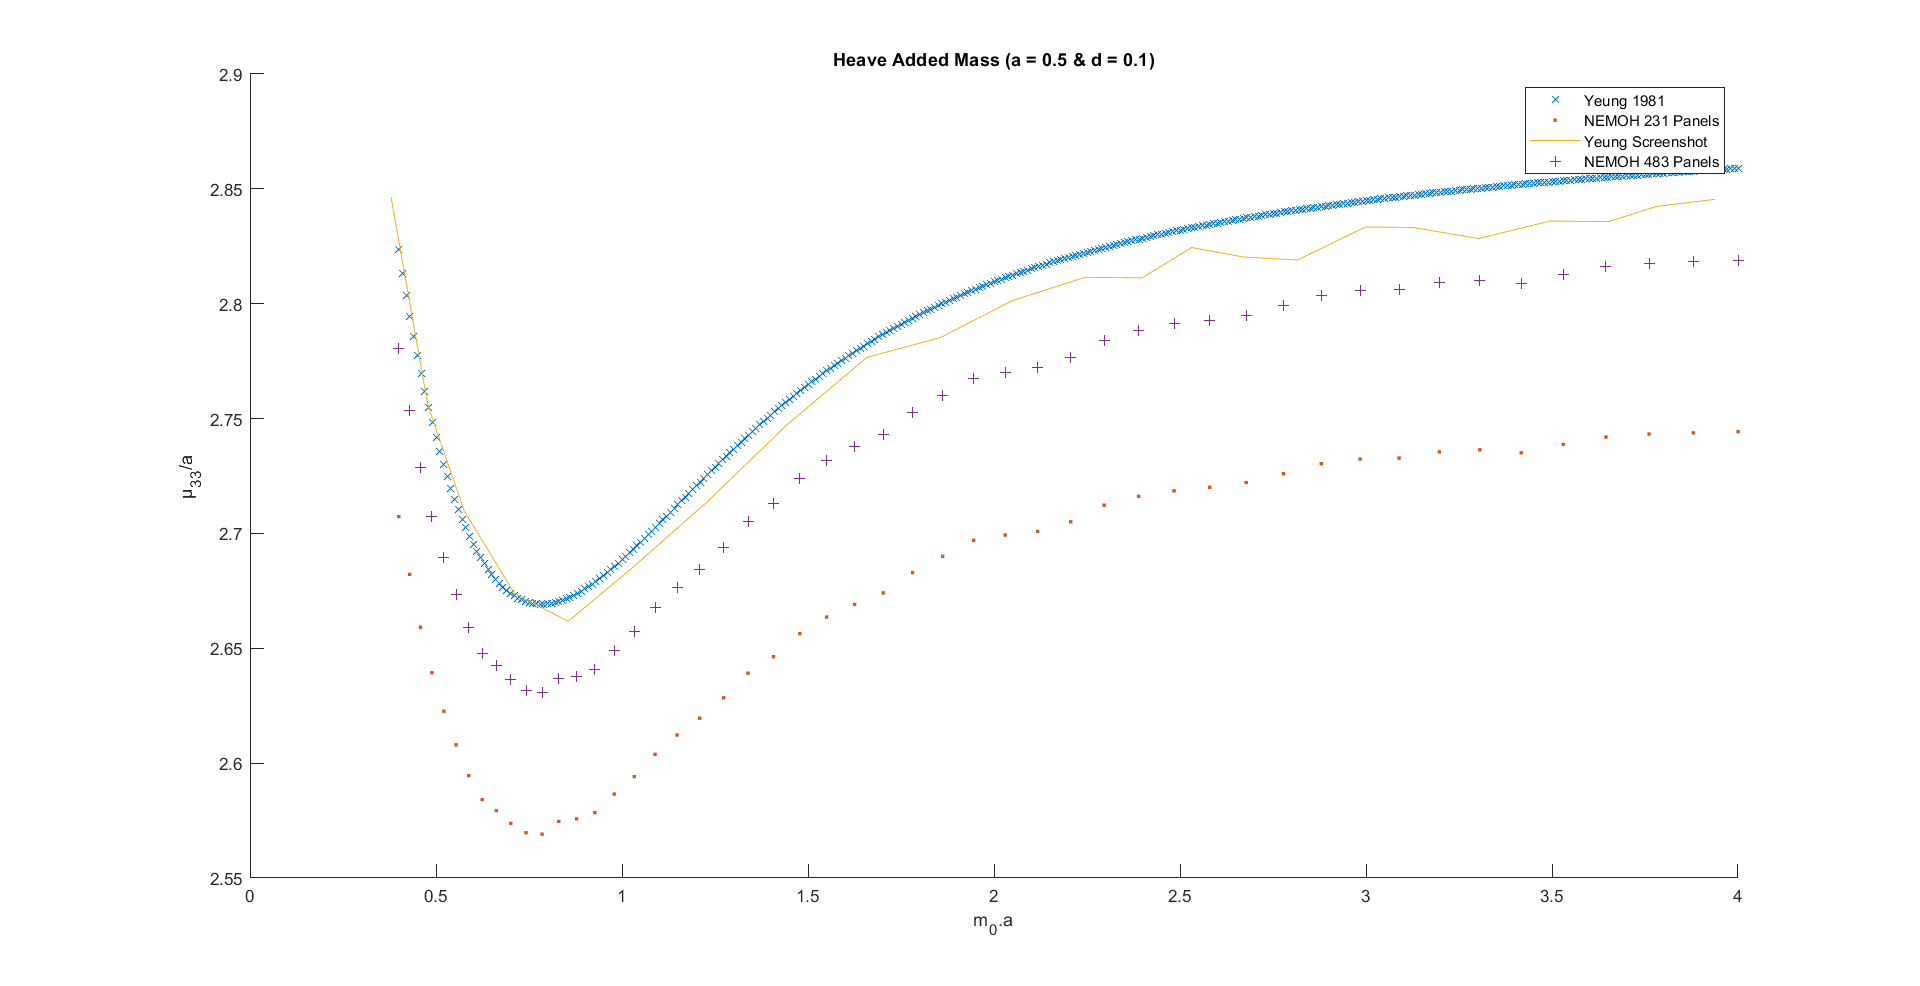 Heave Added Mass (a = 0.5 & d = 0.1)
2.9
2.85
2.8
2.75
2.7
2.65
2.6
2.55
μ33/a
0 0.5 1 1.5 2 2.5 3 3.5 4
m0.a
Yeung 1981
NEMOH 231 Panels
Yeung Screenshot
NEMOH 483 Panels